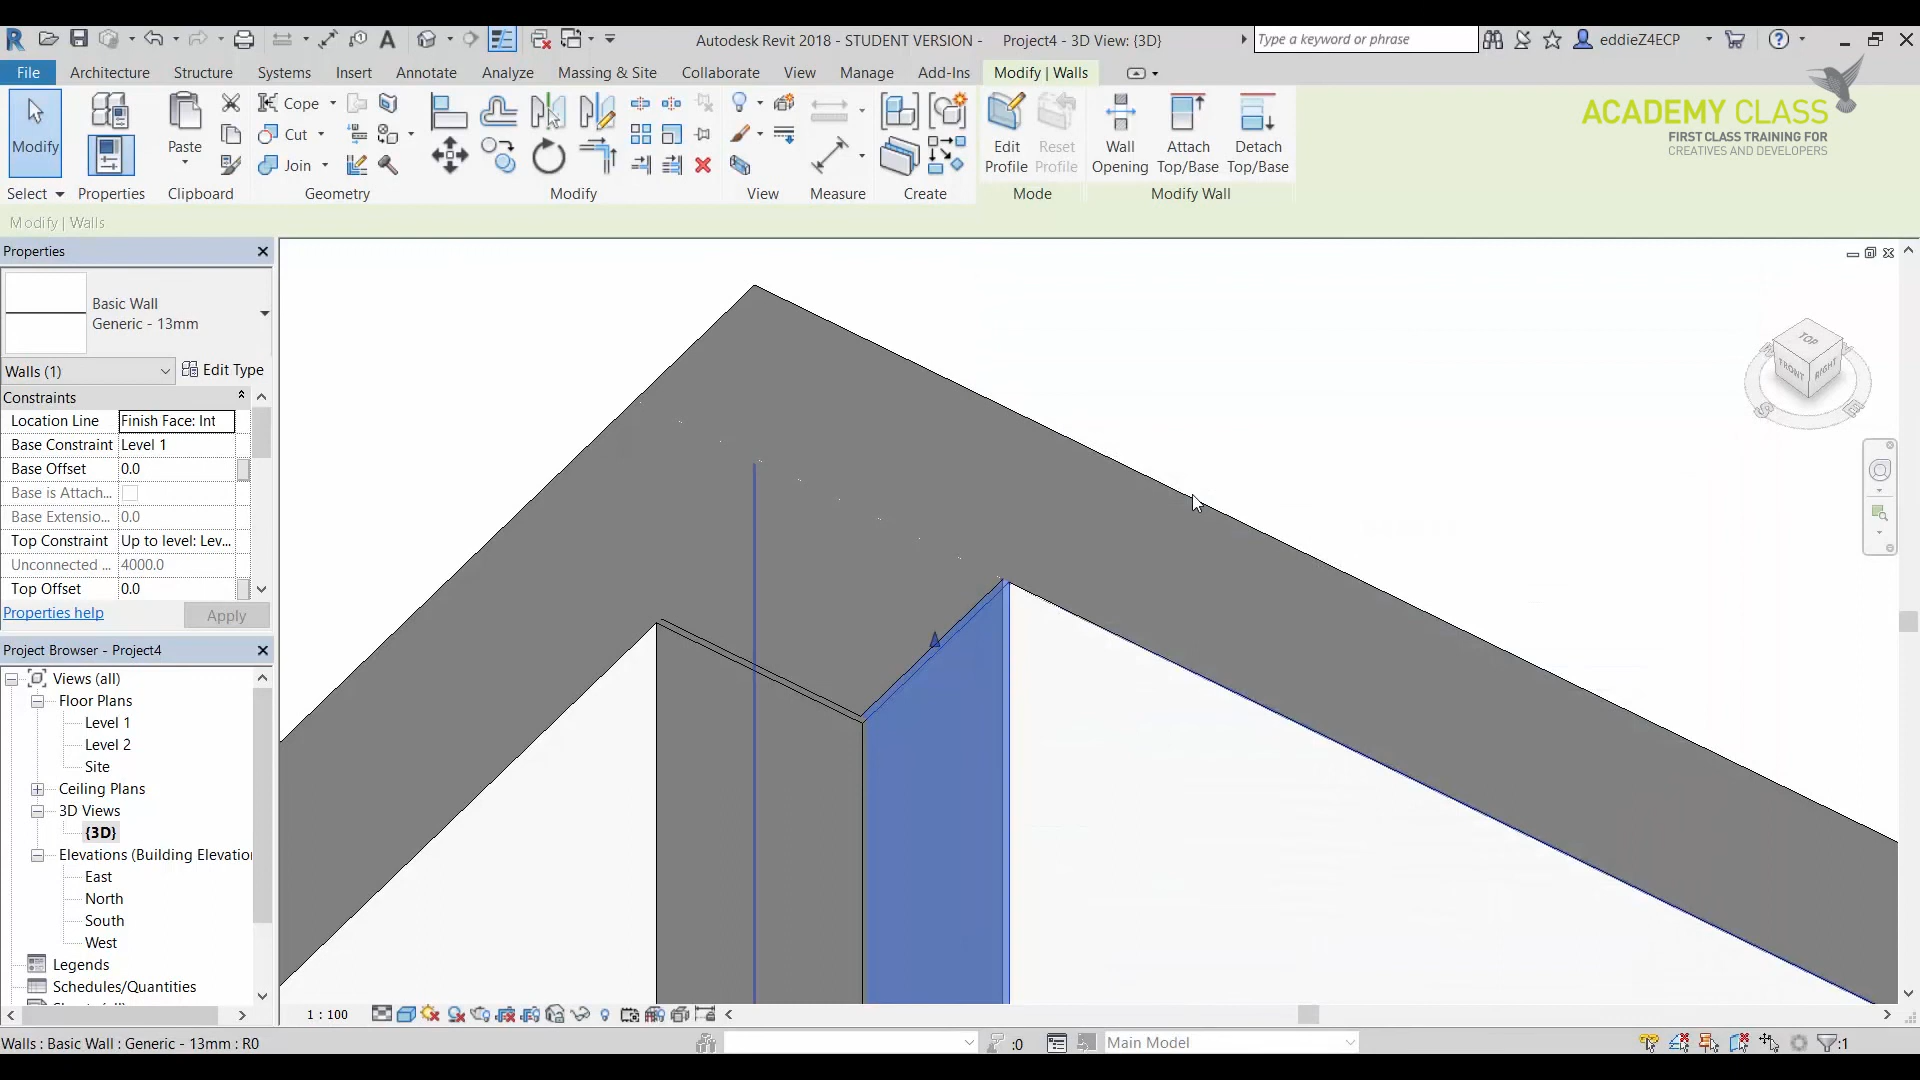 Autodesk Revit 2018 - STUDENT VERSION - Project4 - 3D View: {3D}
Type a keyword or phrase
eddieZ4ECP
File Architecture Structure Systems Insert Annotate Analyze Massing & Site Collaborate View Manage Add-Ins Modify | Walls
ACADEMY CLASS
FIRST CLASS TRAINING FOR
CREATIVES AND DEVELOPERS
Modify
Paste
Cope
Cut
Join
Edit Profile
Reset Profile
Wall Opening
Attach Top/Base
Detach Top/Base
Select Properties Clipboard Geometry Modify View Measure Create Mode Modify Wall
Modify | Walls
Properties
Basic Wall
Generic - 13mm
Walls (1) Edit Type
Constraints
Location Line Finish Face: Int
Base Constraint Level 1
Base Offset 0.0
Base is Attach...
Base Extensio... 0.0
Top Constraint Up to level: Lev...
Unconnected ... 4000.0
Top Offset 0.0
Properties help Apply
Project Browser - Project4
Views (all)
Floor Plans
Level 1
Level 2
Site
Ceiling Plans
3D Views
{3D}
Elevations (Building Elevatio
East
North
South
West
Legends
Schedules/Quantities
TOP
FRONT
RIGHT
1 : 100
Walls : Basic Wall : Generic - 13mm : R0
:0
Main Model
:1